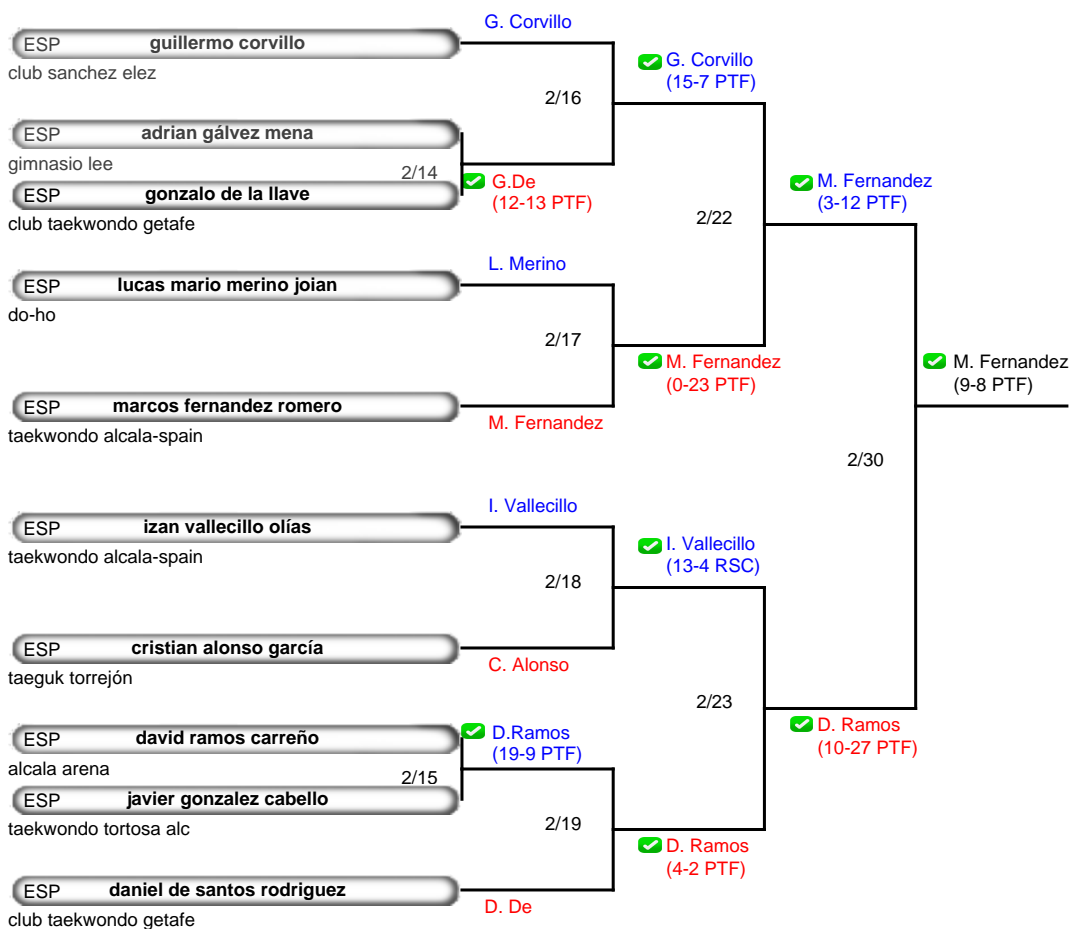 G. Corvillo
ESP guillermo corvillo
club sanchez elez
G. Corvillo
(15-7 PTF)
2/16
ESP adrian gálvez mena
gimnasio lee
2/14
G.De
(12-13 PTF)
ESP gonzalo de la llave
club taekwondo getafe
M. Fernandez
(3-12 PTF)
2/22
L. Merino
ESP lucas mario merino joian
do-ho
2/17
M. Fernandez
(0-23 PTF)
M. Fernandez
(9-8 PTF)
ESP marcos fernandez romero
taekwondo alcala-spain
M. Fernandez
2/30
I. Vallecillo
ESP izan vallecillo olías
taekwondo alcala-spain
I. Vallecillo
(13-4 RSC)
2/18
ESP cristian alonso garcía
taeguk torrejón
C. Alonso
2/23
D. Ramos
(10-27 PTF)
ESP david ramos carreño
alcala arena
D.Ramos
(19-9 PTF)
2/15
ESP javier gonzalez cabello
taekwondo tortosa alc
2/19
D. Ramos
(4-2 PTF)
ESP daniel de santos rodriguez
club taekwondo getafe
D. De